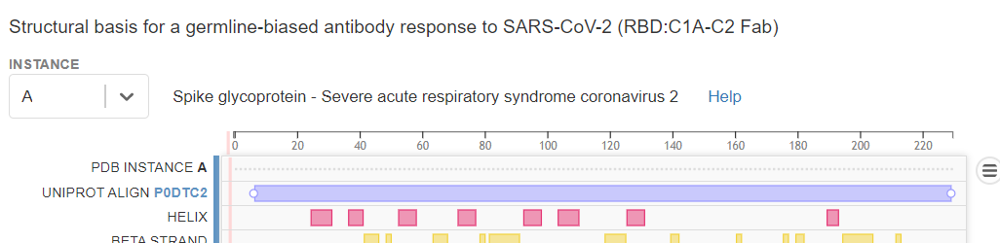 Structural basis for a germline-biased antibody response to SARS-CoV-2 (RBD:C1A-C2 Fab)
INSTANCE
A
Spike glycoprotein - Severe acute respiratory syndrome coronavirus 2 Help
0 20 40 60 80 100 120 140 160 180 200 220
PDB INSTANCE A
UNIPROT ALIGN P0DTC2
HELIX
BETA STRAND